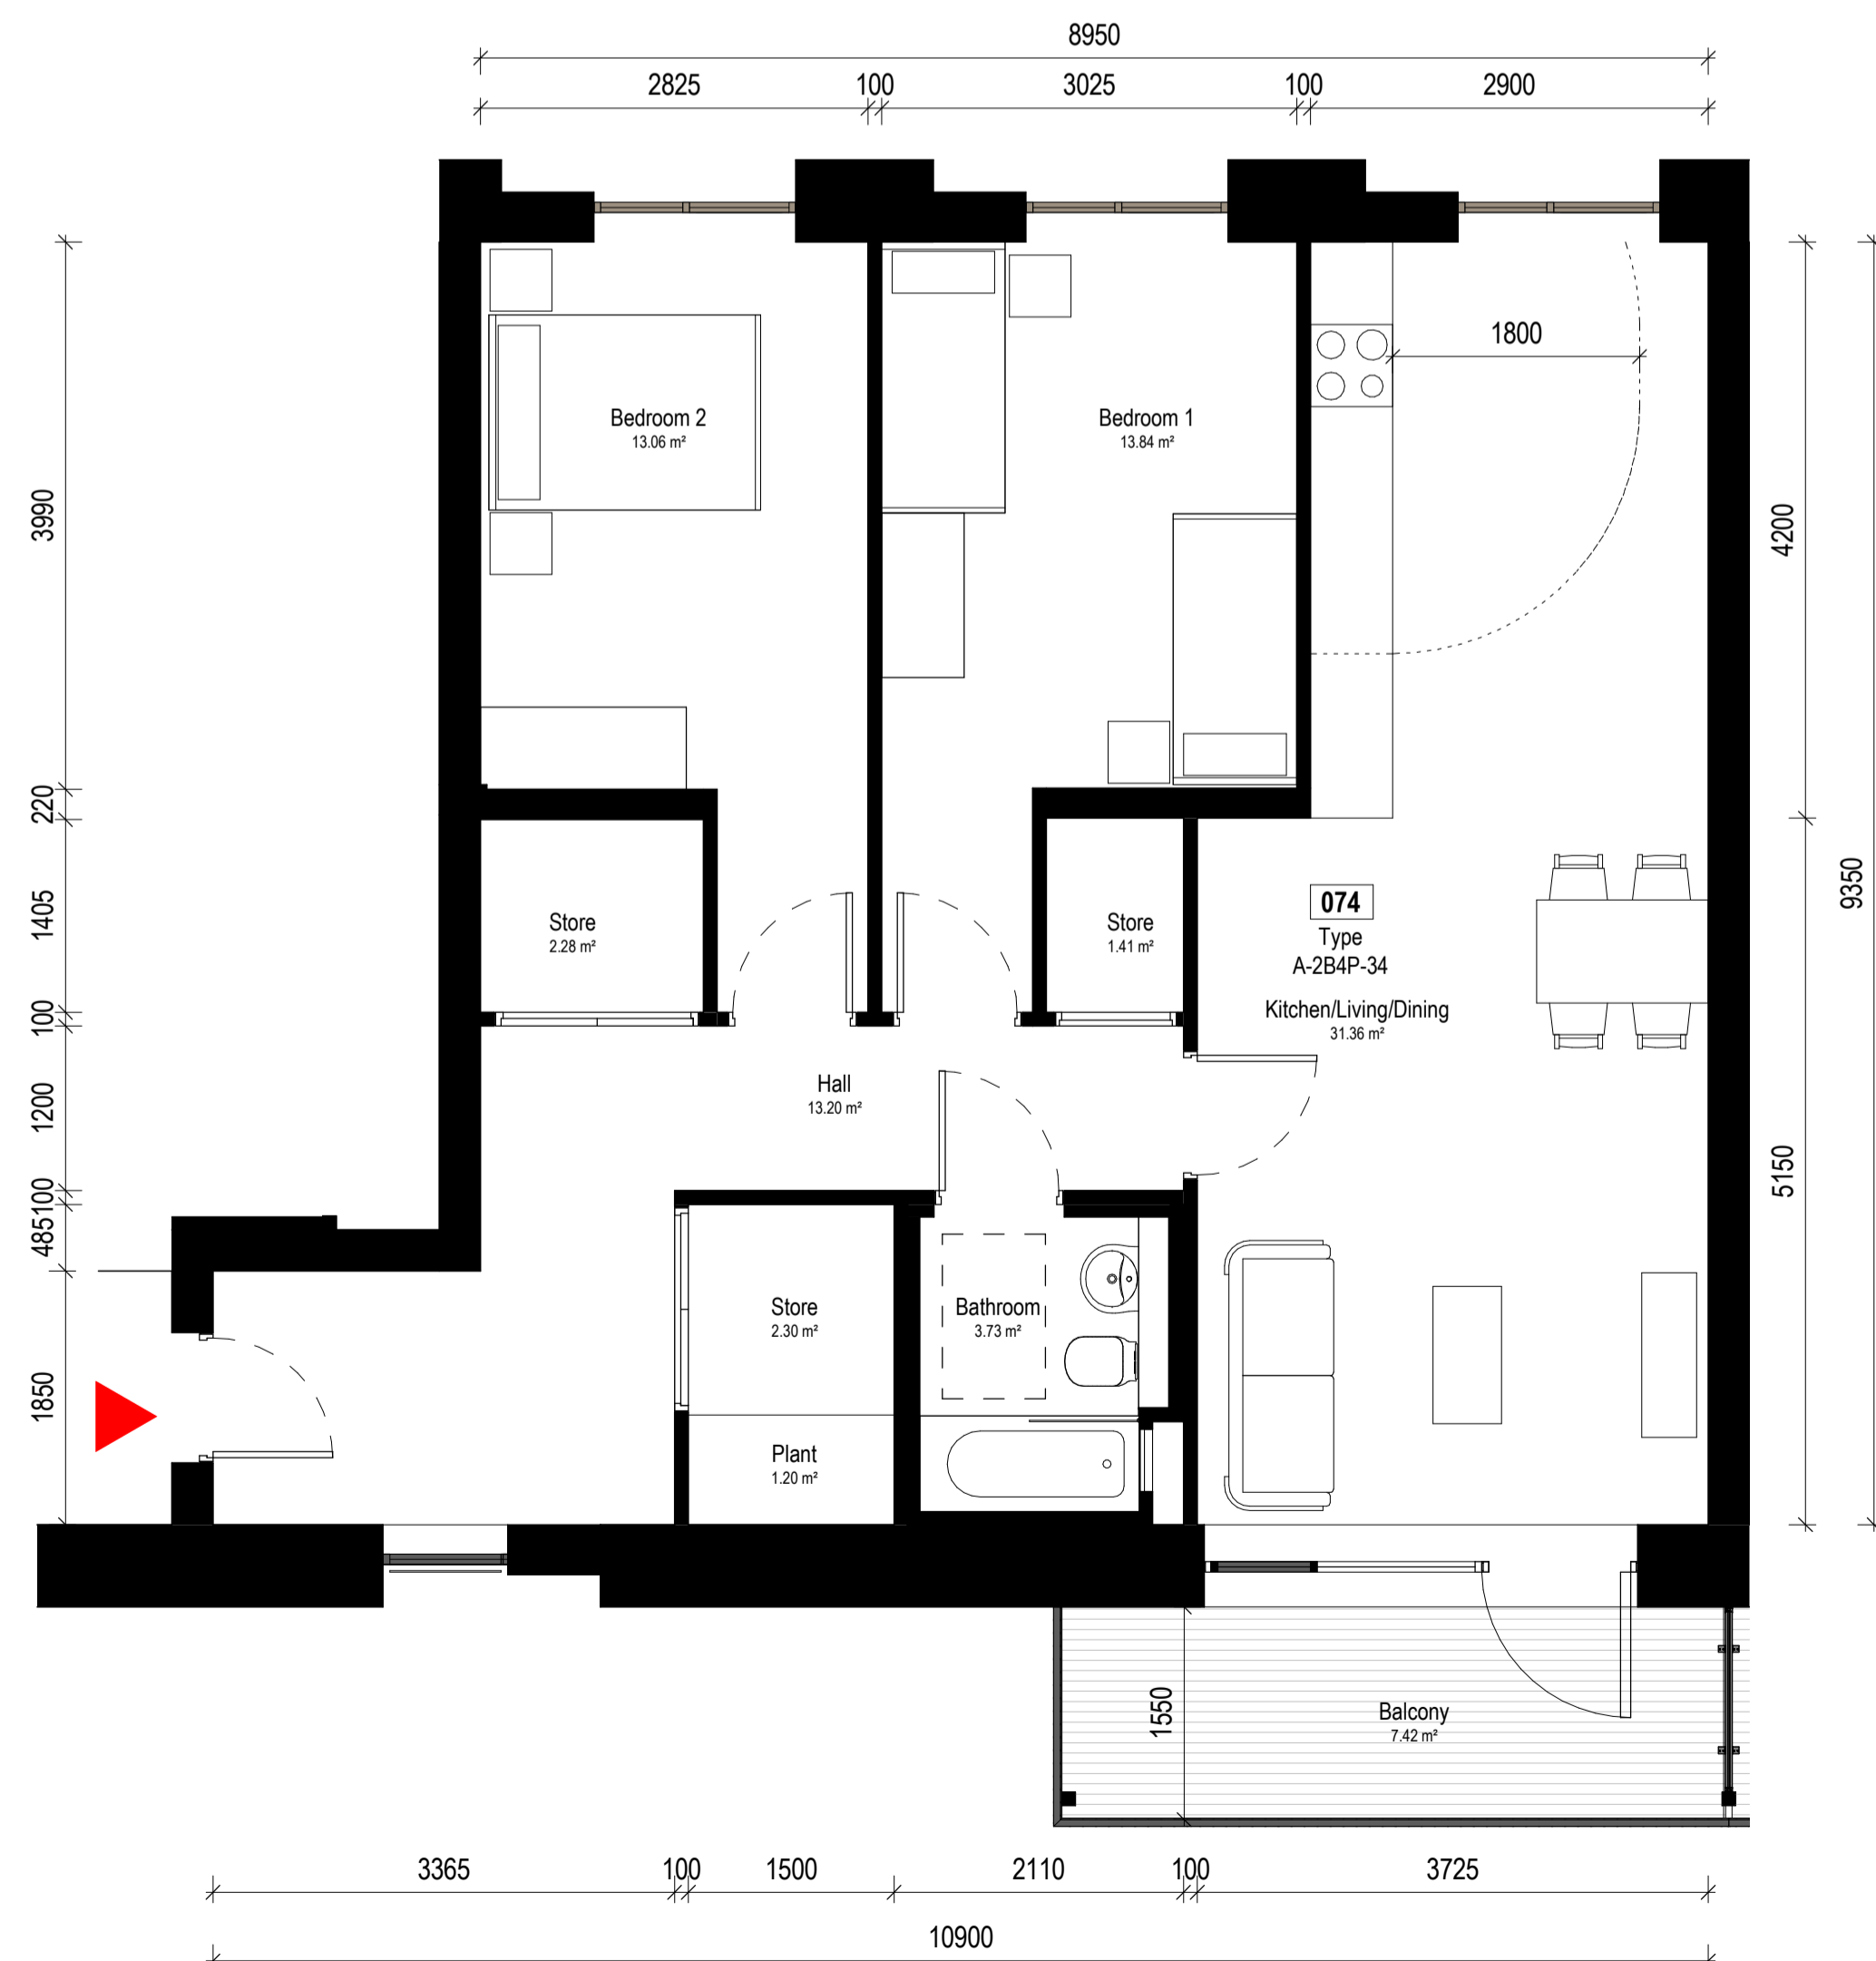 8950
2825 100 3025 100 2900
1800
Bedroom 2
13.06 m²
Bedroom 1
13.84 m²
3990
220
1405
100
1200
100
485
1850
4200
5150
9350
Store
2.28 m²
Store
1.41 m²
074
Type
A-2B4P-34
Kitchen/Living/Dining
31.36 m²
Hall
13.20 m²
Store
2.30 m²
Bathroom
3.73 m²
Plant
1.20 m²
Balcony
7.42 m²
1550
3365 100 1500 2110 100 3725
10900